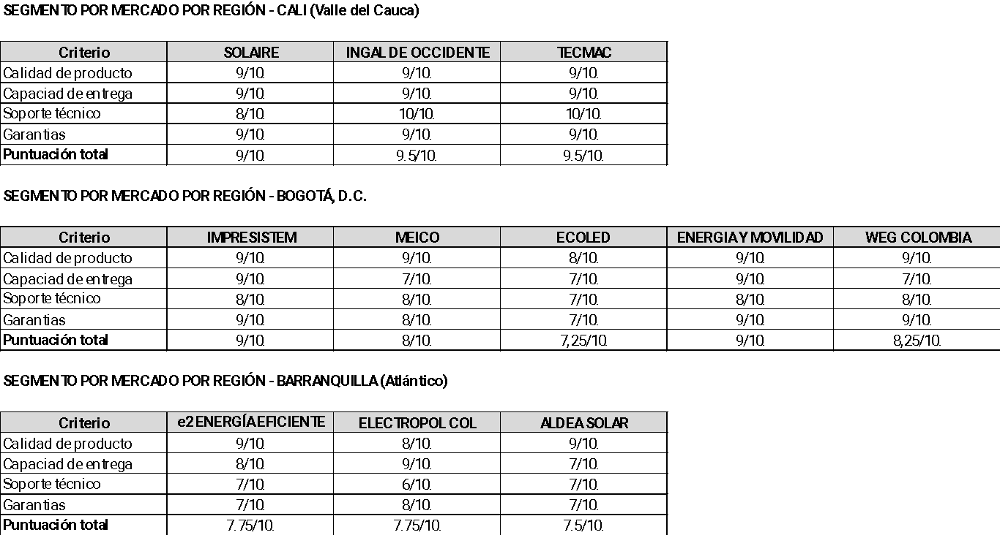 SEGMENTO POR MERCADO POR REGIÓN - CALI (Valle del Cauca)
Criterio SOLAIRE INGAL DE OCCIDENTE TECMAC
Calidad de producto 9/10. 9/10. 9/10.
Capaciad de entrega 9/10. 9/10. 9/10.
Soporte técnico 8/10. 10/10. 10/10.
Garantias 9/10. 9/10. 9/10.
Puntuación total 9/10. 9.5/10. 9.5/10.
SEGMENTO POR MERCADO POR REGIÓN - BOGOTÁ, D.C.
Criterio IMPRESISTEM MEICO ECOLED ENERGIA Y MOVILIDAD WEG COLOMBIA
Calidad de producto 9/10. 9/10. 8/10. 9/10. 9/10.
Capaciad de entrega 9/10. 7/10. 7/10. 9/10. 7/10.
Soporte técnico 8/10. 8/10. 7/10. 8/10. 8/10.
Garantias 9/10. 8/10. 7/10. 9/10. 9/10.
Puntuación total 9/10. 8/10. 7,25/10. 9/10. 8,25/10.
SEGMENTO POR MERCADO POR REGIÓN - BARRANQUILLA (Atlántico)
Criterio e2 ENERGÍA EFICIENTE ELECTROPOL COL ALDEA SOLAR
Calidad de producto 9/10. 8/10. 9/10.
Capaciad de entrega 8/10. 9/10. 7/10.
Soporte técnico 7/10. 6/10. 7/10.
Garantias 7/10. 8/10. 7/10.
Puntuación total 7.75/10. 7.75/10. 7.5/10.